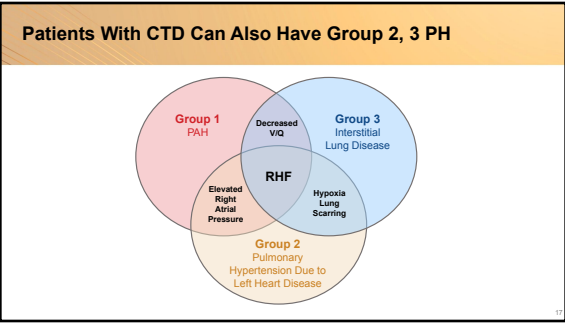 Patients With CTD Can Also Have Group 2, 3 PH
Group 1
PAH
Decreased
V/Q
Group 3
Interstitial
Lung Disease
RHF
Elevated
Right
Atrial
Pressure
Hypoxia
Lung
Scarring
Group 2
Pulmonary
Hypertension Due to
Left Heart Disease
17